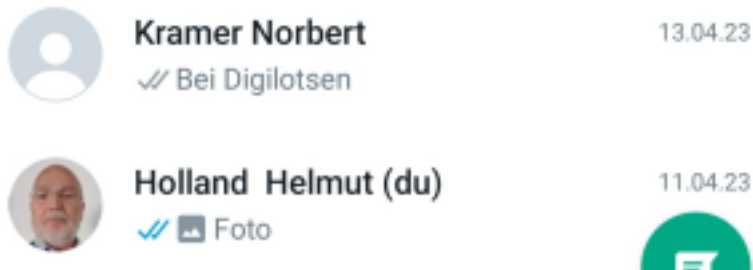 Kramer Norbert 13.04.23
Bei Digilotsen
Holland Helmut (du) 11.04.23
Foto